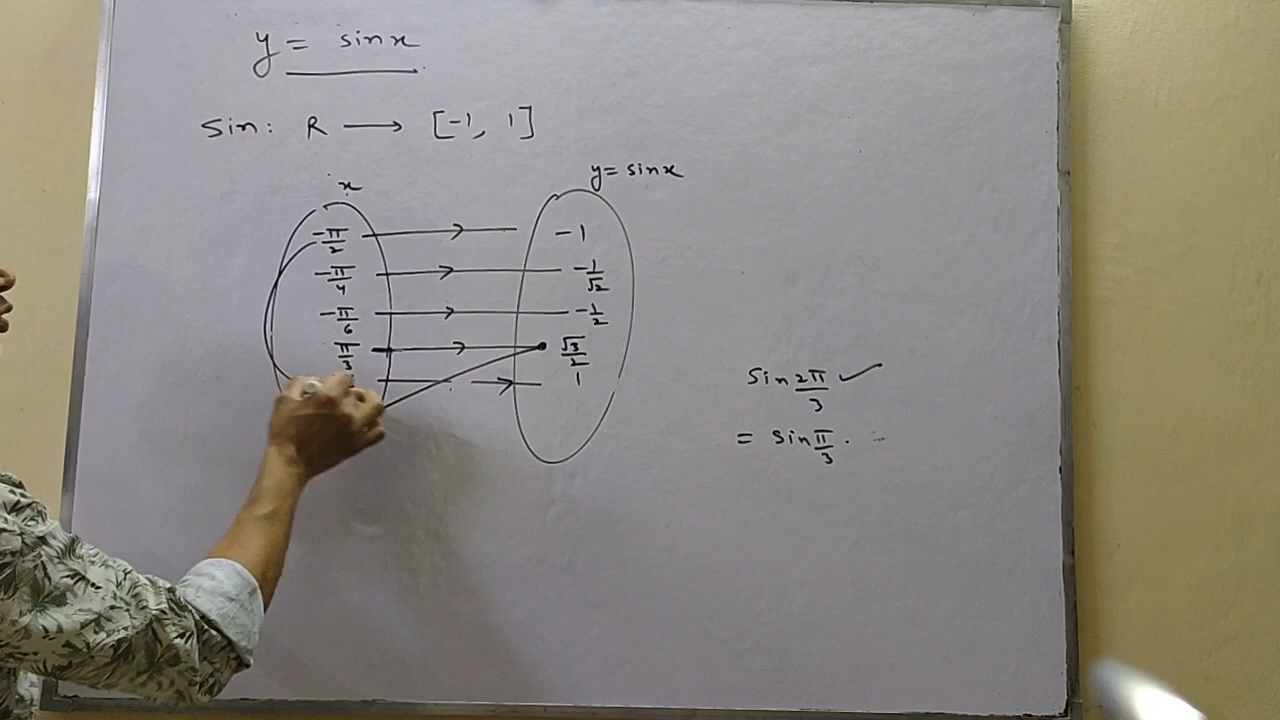 y = sinx
Sin: R ⟶ [-1, 1]
x y = sinx
-π/2 ⟶ -1
-π/4 ⟶ -1/√2
-π/6 ⟶ -1/2
π/3 ⟶ √3/2
⟶ 1
Sin 2π/3 ✓
= Sin π/3 .